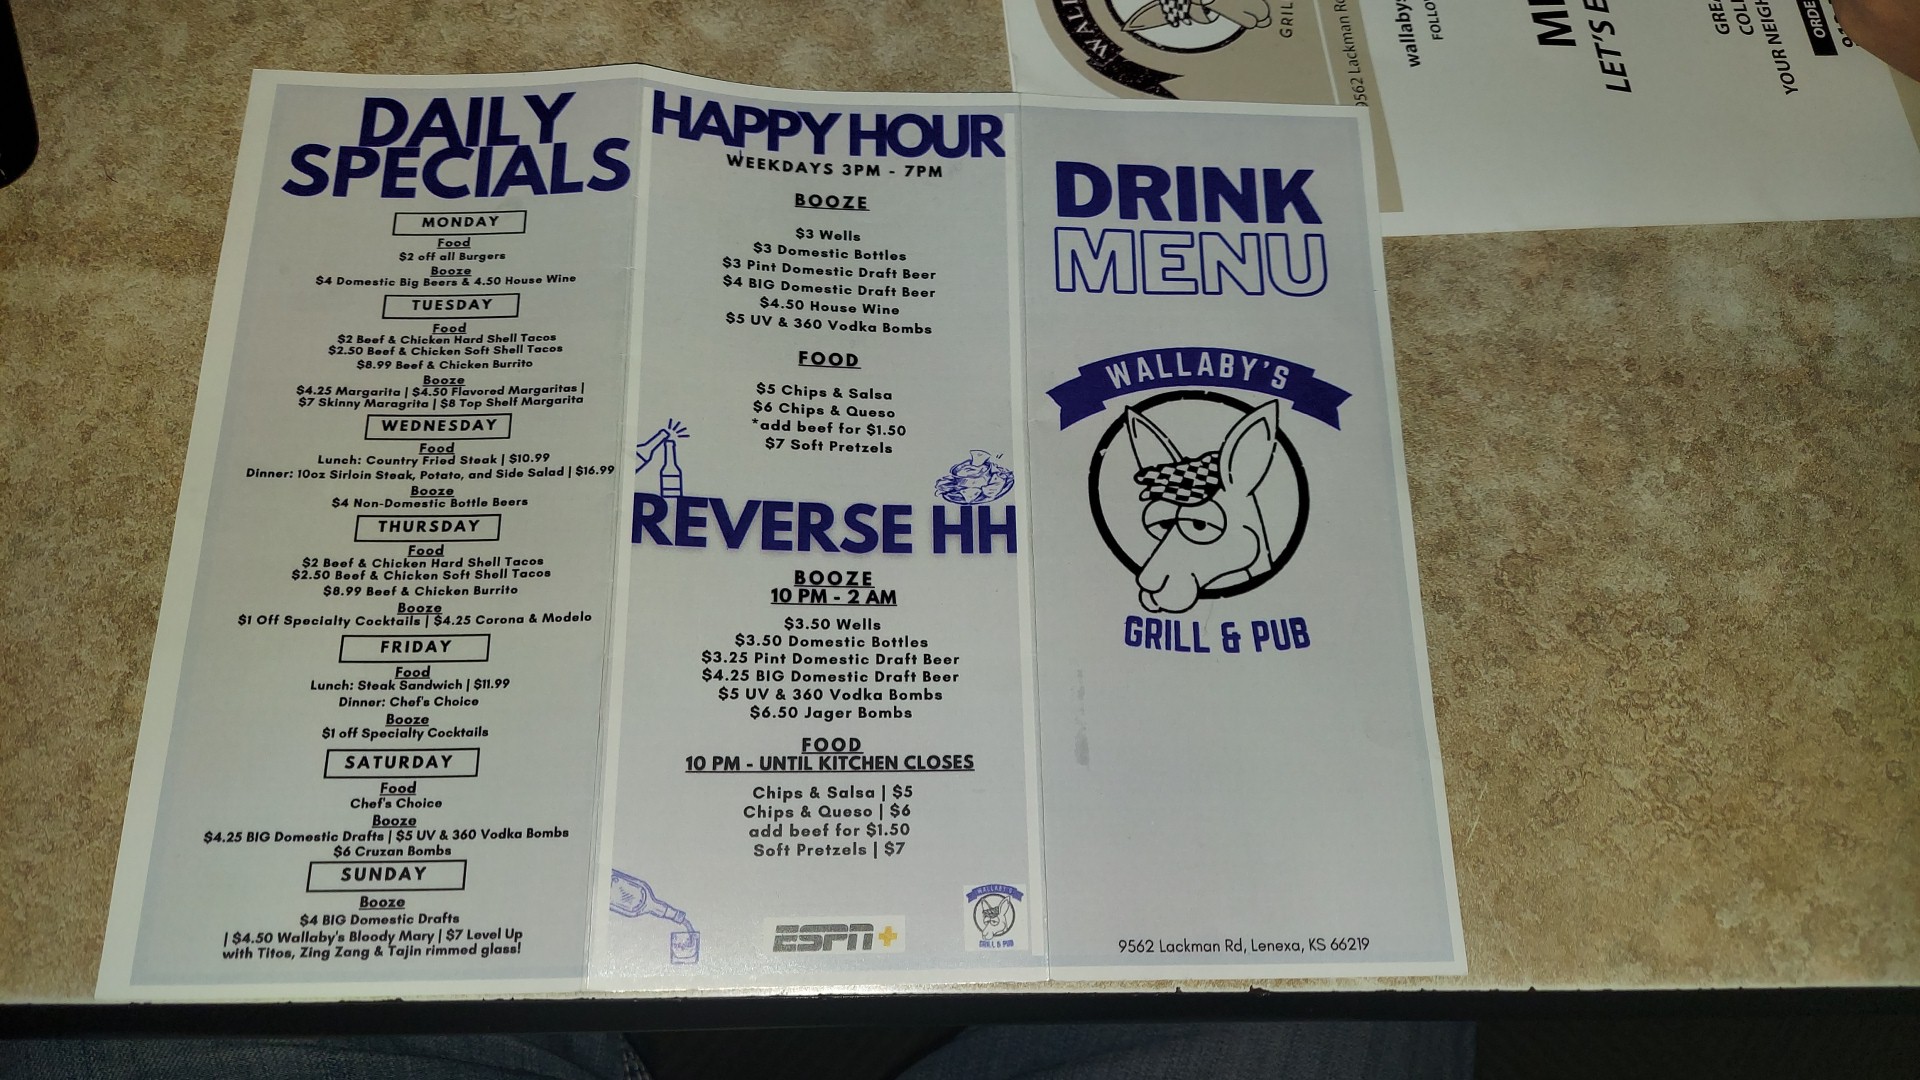 DAILY
SPECIALS
MONDAY
Food
$2 off all Burgers
Booze
$4 Domestic Big Beers & 4.50 House Wine
TUESDAY
Food
$2 Beef & Chicken Hard Shell Tacos
$2.50 Beef & Chicken Soft Shell Tacos
$8.99 Beef & Chicken Burrito
Booze
$4.25 Margarita | $4.50 Flavored Margaritas |
$7 Skinny Maragrita | $8 Top Shelf Margarita
WEDNESDAY
Food
Lunch: Country Fried Steak | $10.99
Dinner: 10oz Sirloin Steak, Potato, and Side Salad | $16.99
Booze
$4 Non-Domestic Bottle Beers
THURSDAY
Food
$2 Beef & Chicken Hard Shell Tacos
$2.50 Beef & Chicken Soft Shell Tacos
$8.99 Beef & Chicken Burrito
Booze
$1 Off Specialty Cocktails | $4.25 Corona & Modelo
FRIDAY
Food
Lunch: Steak Sandwich | $11.99
Dinner: Chef's Choice
Booze
$1 off Specialty Cocktails
SATURDAY
Food
Chef's Choice
Booze
$4.25 BIG Domestic Drafts | $5 UV & 360 Vodka Bombs
$6 Cruzan Bombs
SUNDAY
Booze
$4 BIG Domestic Drafts
| $4.50 Wallaby's Bloody Mary | $7 Level Up
with Titos, Zing Zang & Tajin rimmed glass!
HAPPY HOUR
WEEKDAYS 3PM - 7PM
BOOZE
$3 Wells
$3 Domestic Bottles
$3 Pint Domestic Draft Beer
$4 BIG Domestic Draft Beer
$4.50 House Wine
$5 UV & 360 Vodka Bombs
FOOD
$5 Chips & Salsa
$6 Chips & Queso
*add beef for $1.50
$7 Soft Pretzels
REVERSE HH
BOOZE
10 PM - 2 AM
$3.50 Wells
$3.50 Domestic Bottles
$3.25 Pint Domestic Draft Beer
$4.25 BIG Domestic Draft Beer
$5 UV & 360 Vodka Bombs
$6.50 Jager Bombs
FOOD
10 PM - UNTIL KITCHEN CLOSES
Chips & Salsa | $5
Chips & Queso | $6
add beef for $1.50
Soft Pretzels | $7
ESPN+
WALLABY'S
GRILL & PUB
DRINK
MENU
WALLABY'S
GRILL & PUB
9562 Lackman Rd, Lenexa, KS 66219
GRIL
9562 Lackman
FOLLO
LET'S E
YOUR NEIGH
ORDE